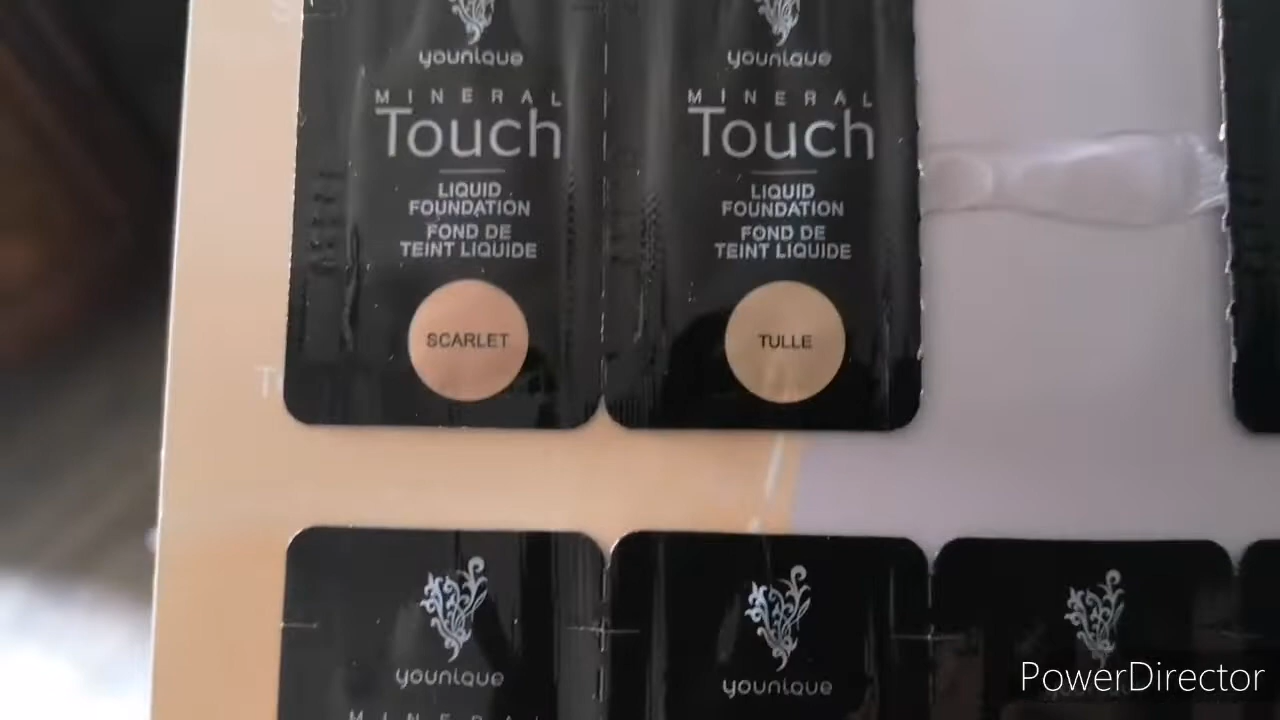 younique
MINERAL
Touch
LIQUID
FOUNDATION
FOND DE
TEINT LIQUIDE
SCARLET
younique
MINERAL
Touch
LIQUID
FOUNDATION
FOND DE
TEINT LIQUIDE
TULLE
younique
MINERAL
younique
PowerDirector